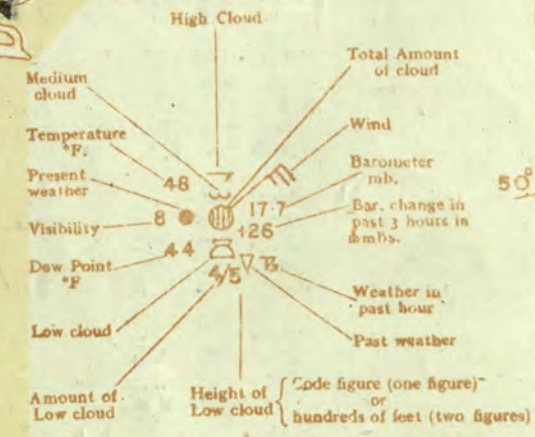 High Cloud
Total Amount
of cloud
Medium
cloud
Wind
Temperature
°F.
Barometer
mb.
Present
weather
48
8
17·7
50°
Bar. change in
past 3 hours in
mbs.
+26
Visibility
44
Dew Point
°F
4/5
Weather in
past hour
Low cloud
Past weather
Amount of
Low cloud
Height of
Low cloud
Code figure (one figure)
or
hundreds of feet (two figures)